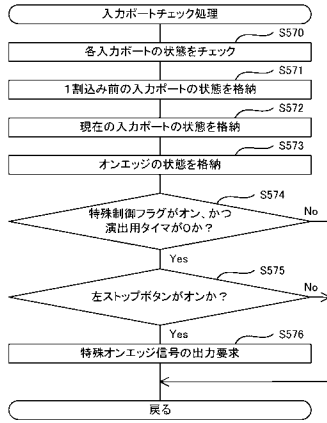 入力ポートチェック処理
S570
各入力ポートの状態をチェック
S571
1割込み前の入力ポートの状態を格納
S572
現在の入力ポートの状態を格納
S573
オンエッジの状態を格納
S574
特殊制御フラグがオン、かつ
演出用タイマが0か?
No
Yes
S575
左ストップボタンがオンか?
No
Yes
S576
特殊オンエッジ信号の出力要求
戻る